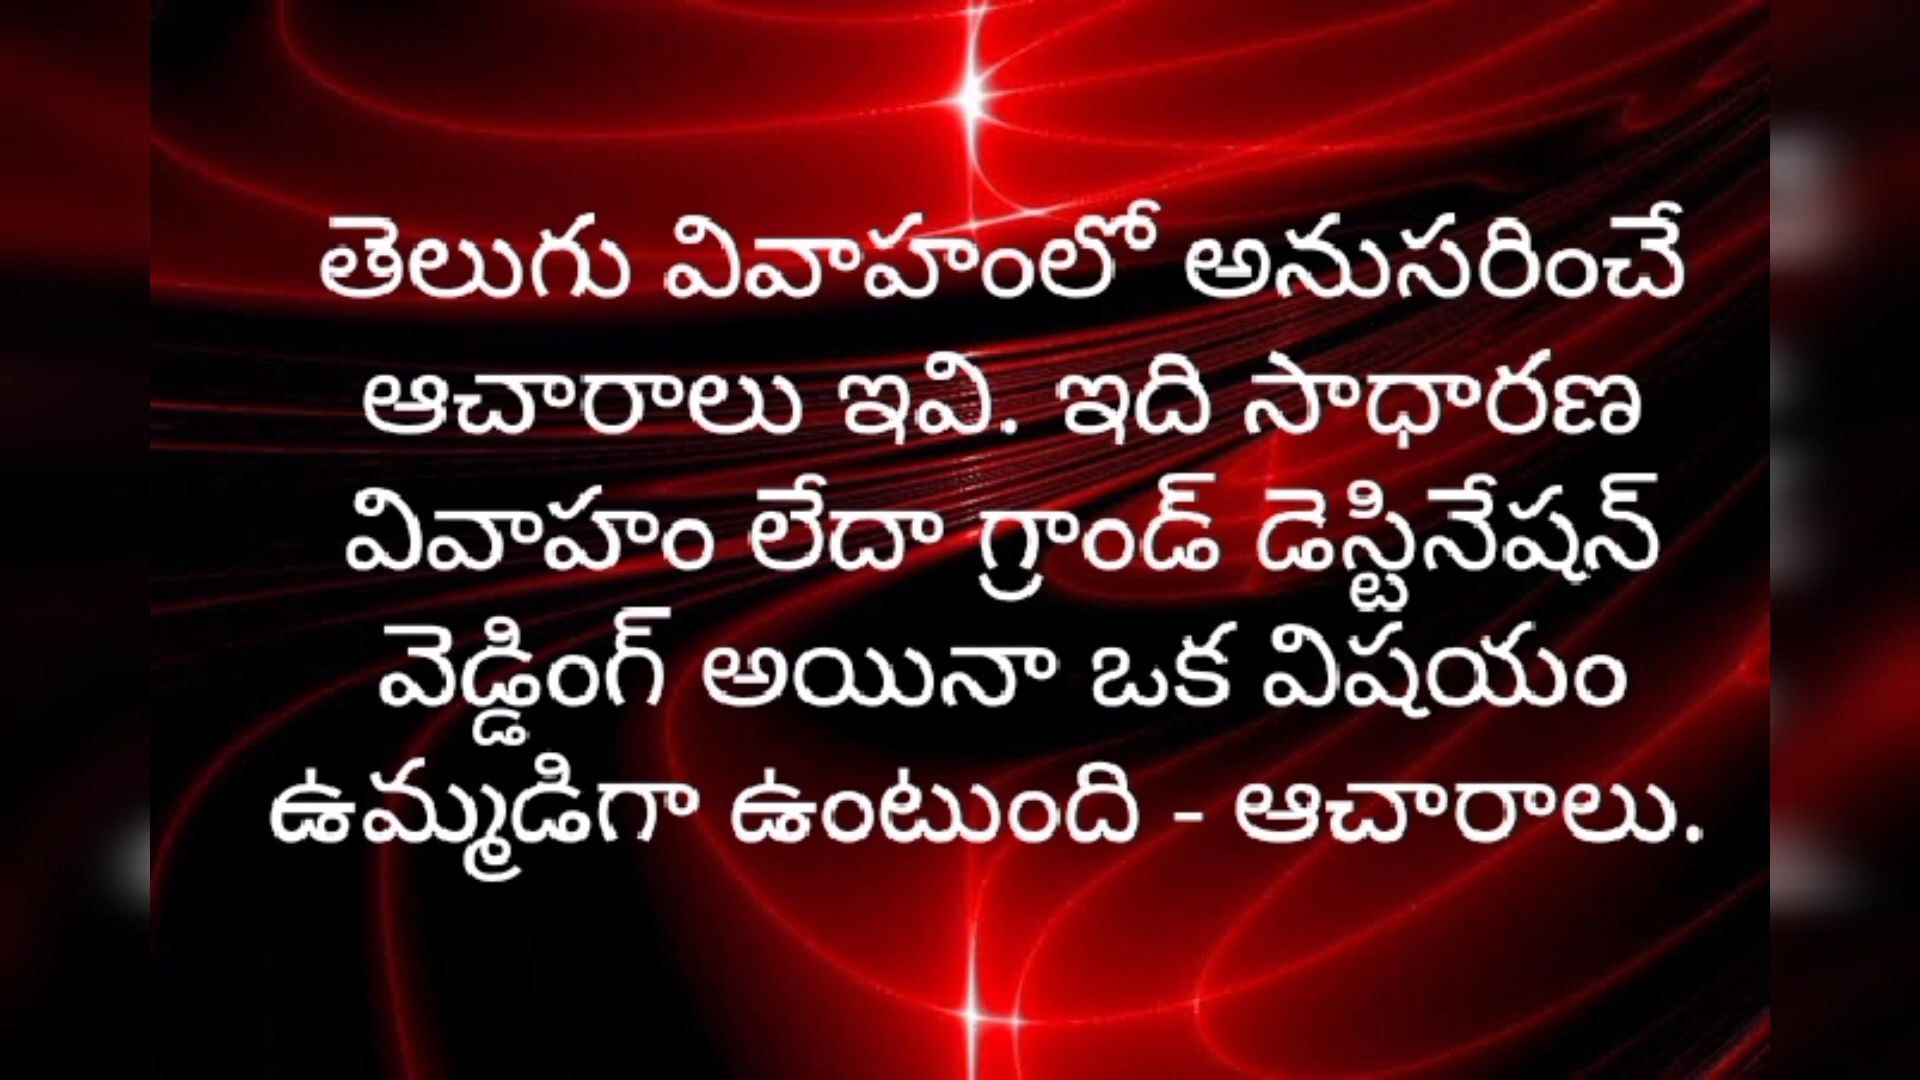 తెలుగు వివాహంలో అనుసరించే
ఆచారాలు ఇవి. ఇది సాధారణ
వివాహం లేదా గ్రాండ్ డెస్టినేషన్
వెడ్డింగ్ అయినా ఒక విషయం
ఉమ్మడిగా ఉంటుంది - ఆచారాలు.